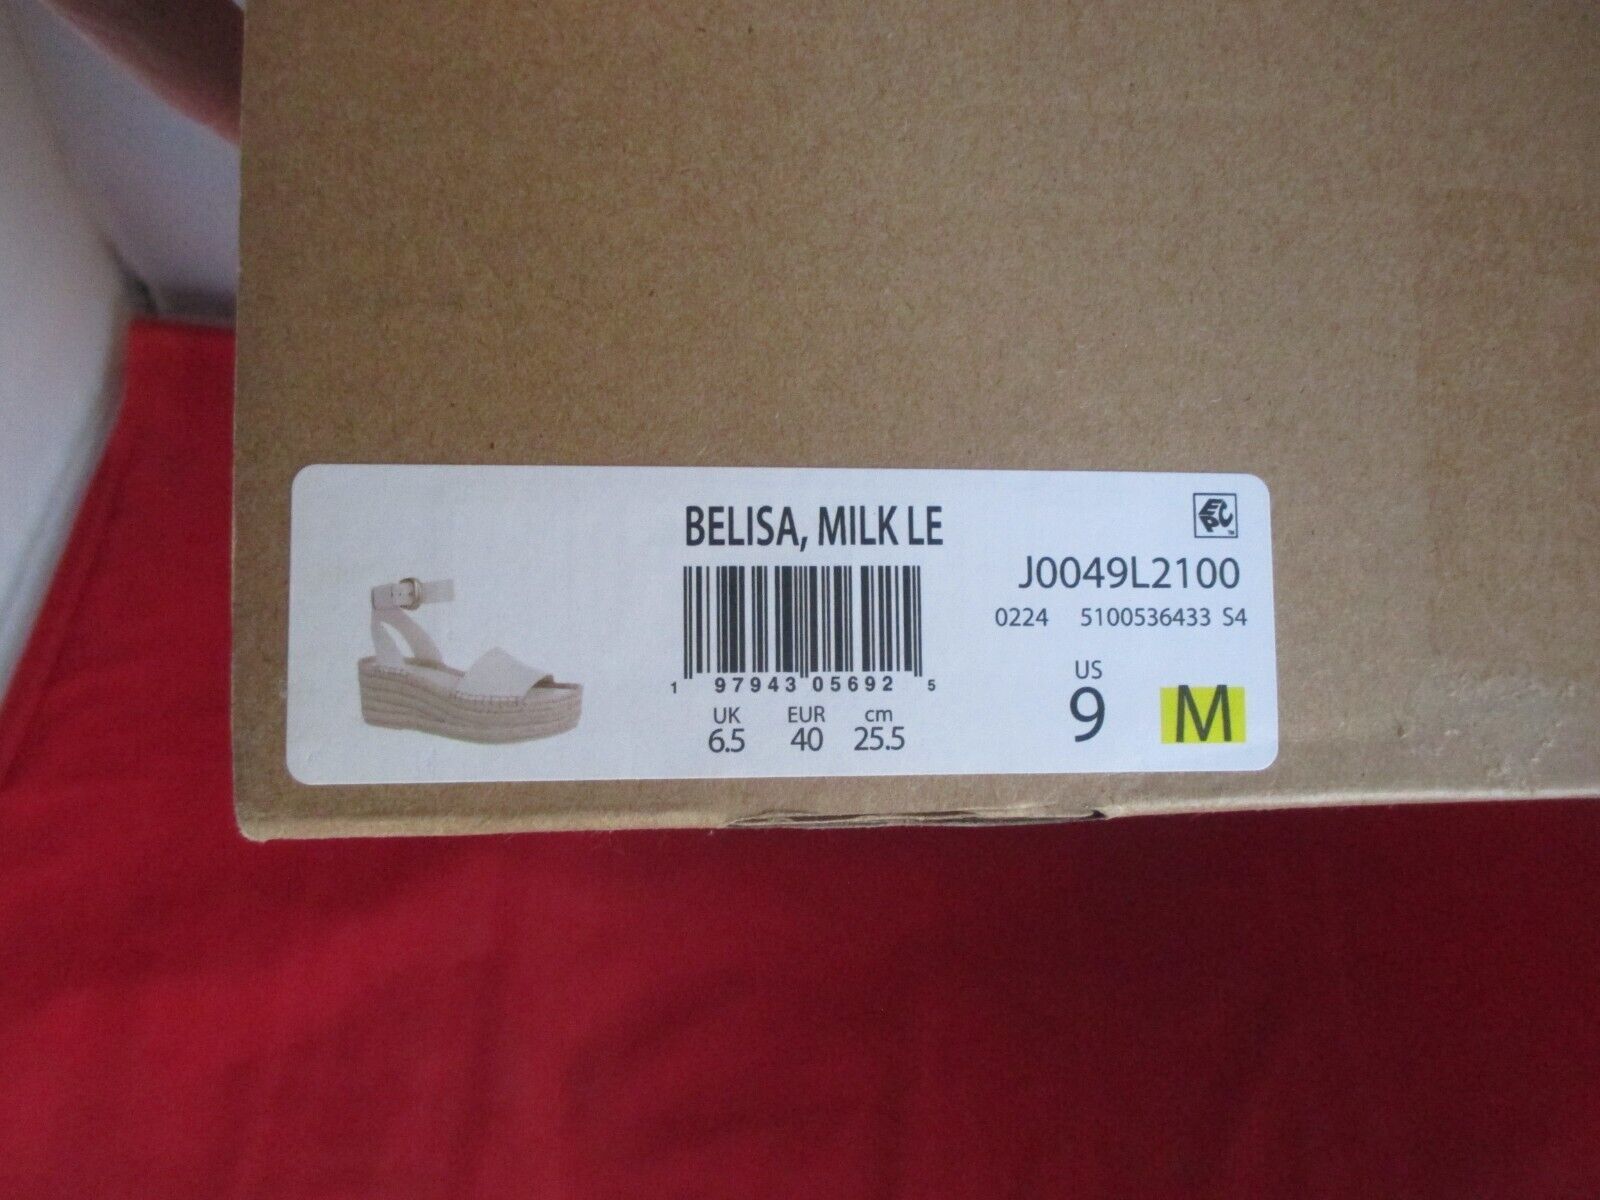 BELISA, MILK LE
EPC
J0049L2100
0224 5100536433 S4
1 97943 05692 5
UK EUR cm
6.5 40 25.5
US
9 M